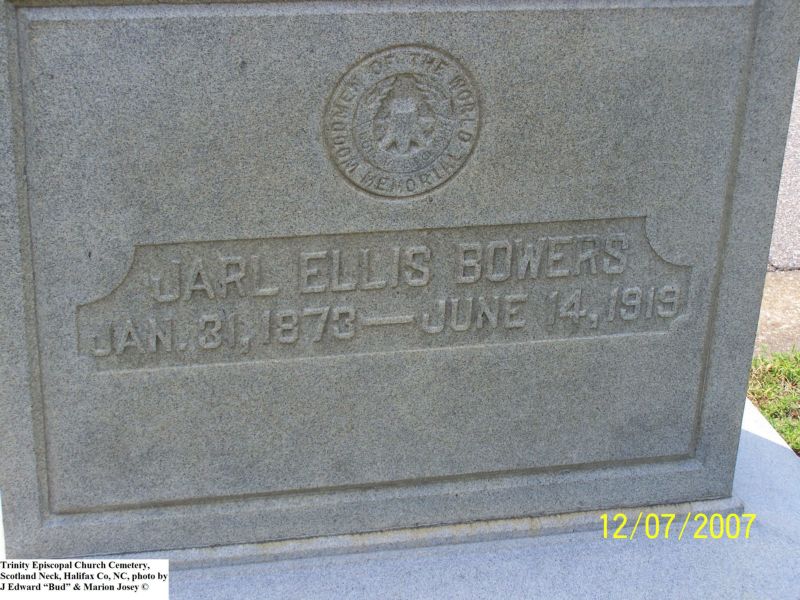 WOODMEN OF THE WORLD
MEMORIAL
JARL ELLIS BOWERS
JAN. 31, 1873—JUNE 14, 1919
12/07/2007
Trinity Episcopal Church Cemetery,
Scotland Neck, Halifax Co, NC, photo by
J Edward “Bud” & Marion Josey ©